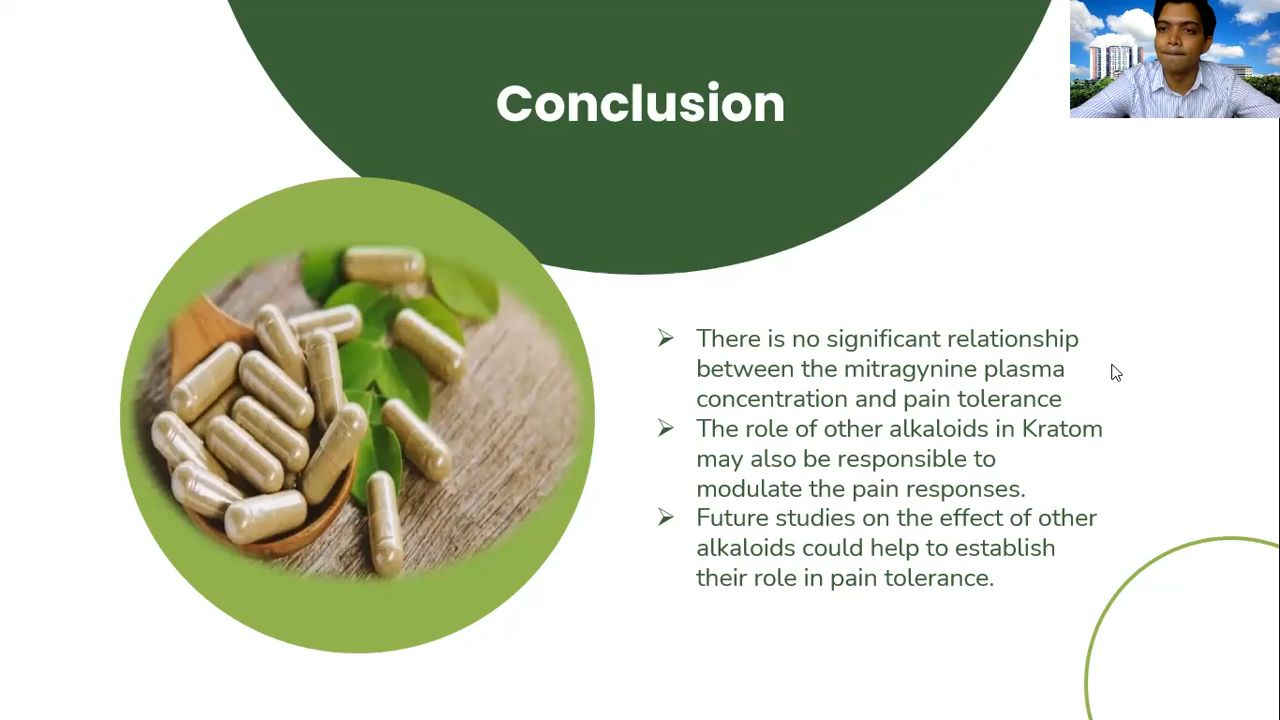 Conclusion
➢ There is no significant relationship
between the mitragynine plasma
concentration and pain tolerance
➢ The role of other alkaloids in Kratom
may also be responsible to
modulate the pain responses.
➢ Future studies on the effect of other
alkaloids could help to establish
their role in pain tolerance.